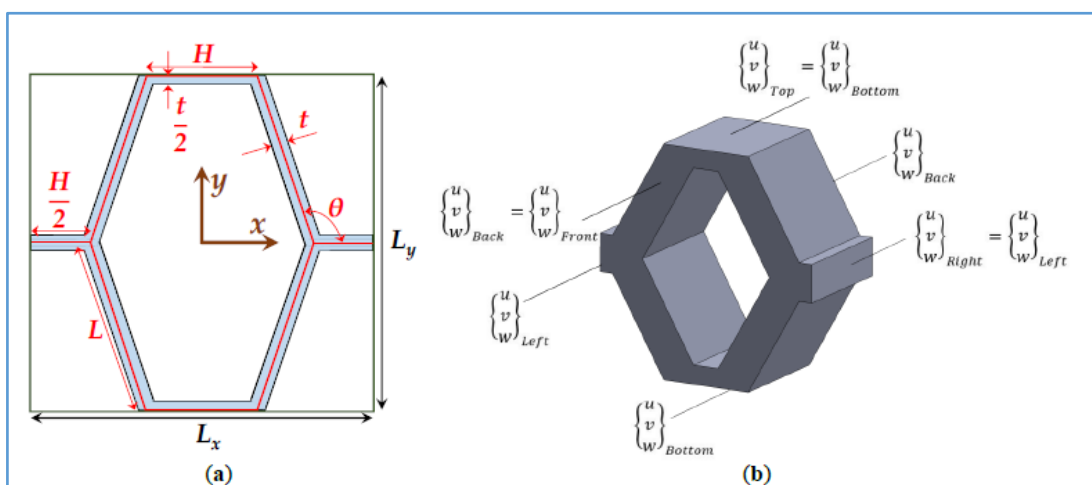 H
t
2
t
H
2
y
x
θ
L
L_y
L_x
(a)
{u v w}_Top = {u v w}_Bottom
{u v w}_Back
{u v w}_Back = {u v w}_Front
{u v w}_Right = {u v w}_Left
{u v w}_Left
{u v w}_Bottom
(b)